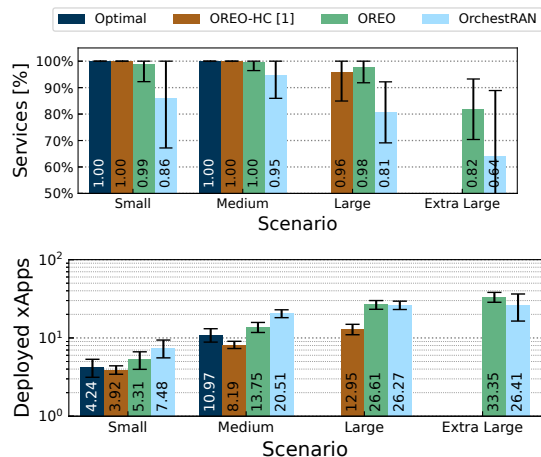 Optimal OREO-HC [1] OREO OrchestRAN
Services [%]
100%
90%
80%
70%
60%
50%
1.00 1.00 0.99 0.86 1.00 1.00 1.00 0.95 0.96 0.98 0.81 0.82 0.64
Small Medium Large Extra Large
Scenario
Deployed xApps
10²
10¹
10⁰
4.24 3.92 5.31 7.48 10.97 8.19 13.75 20.51 12.95 26.61 26.27 33.35 26.41
Small Medium Large Extra Large
Scenario